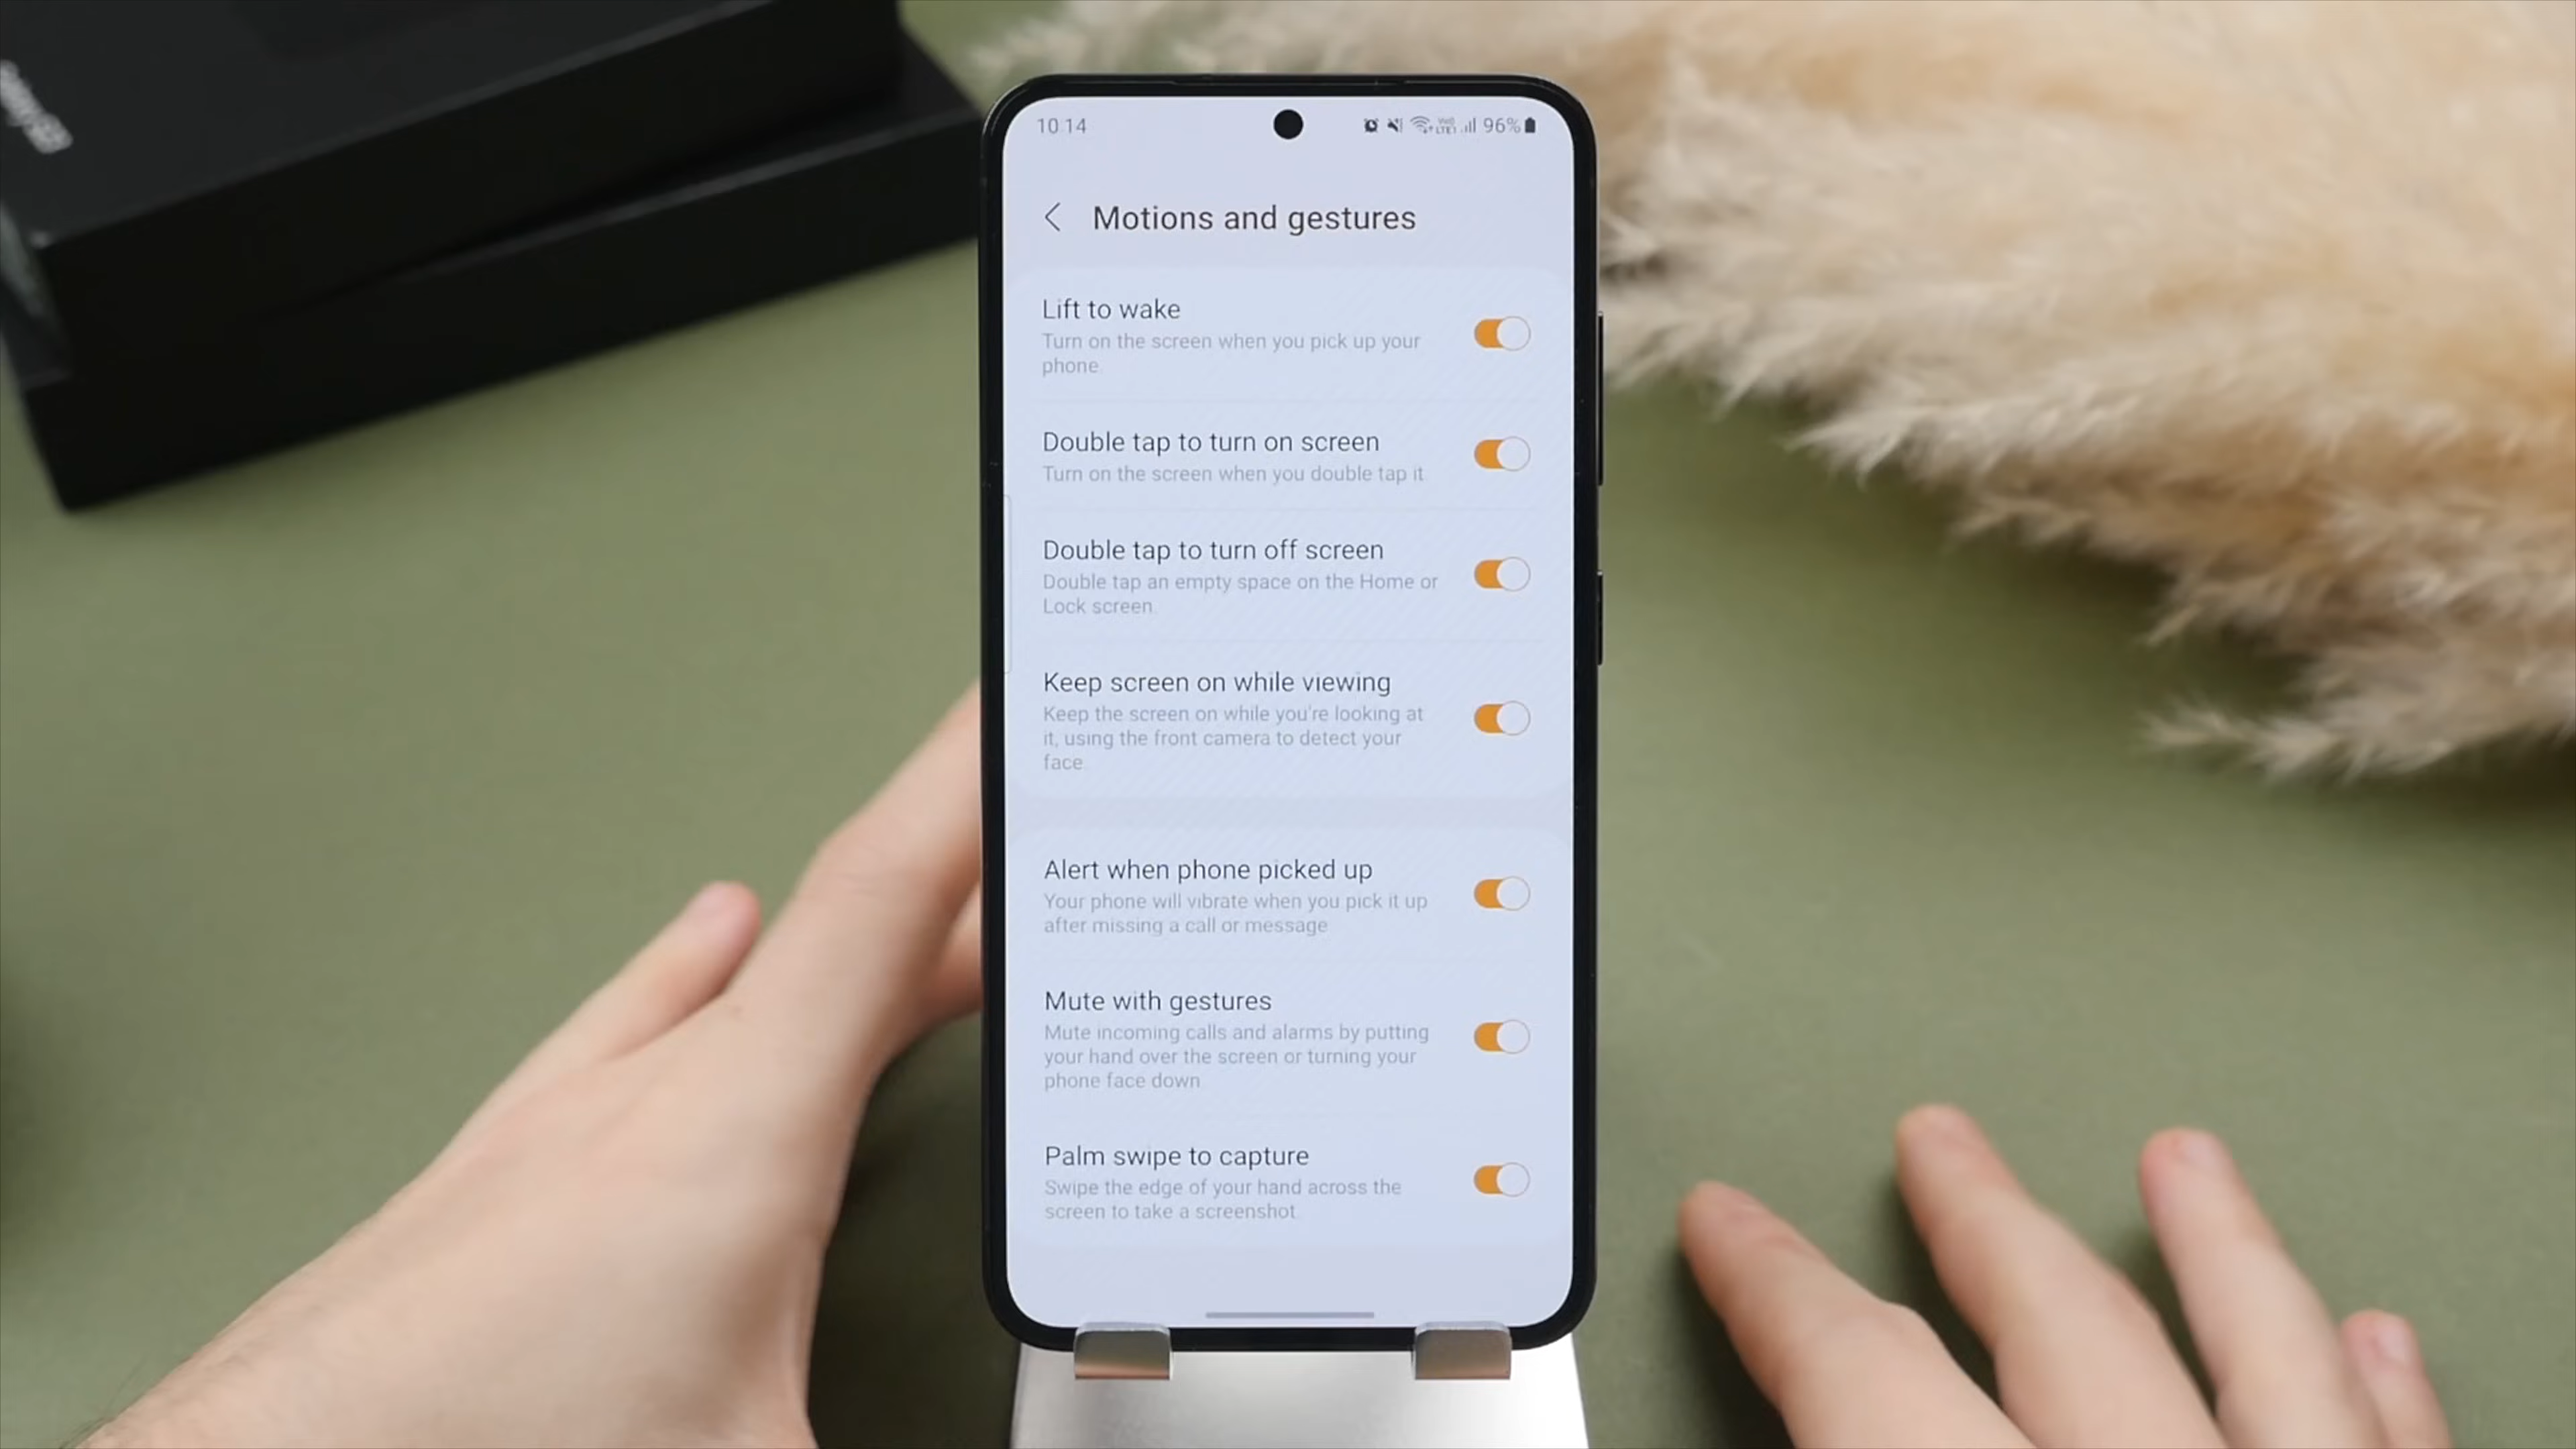 10:14
96%
Motions and gestures
Lift to wake
Turn on the screen when you pick up your
phone.
Double tap to turn on screen
Turn on the screen when you double tap it.
Double tap to turn off screen
Double tap an empty space on the Home or
Lock screen.
Keep screen on while viewing
Keep the screen on while you're looking at
it, using the front camera to detect your
face.
Alert when phone picked up
Your phone will vibrate when you pick it up
after missing a call or message.
Mute with gestures
Mute incoming calls and alarms by putting
your hand over the screen or turning your
phone face down.
Palm swipe to capture
Swipe the edge of your hand across the
screen to take a screenshot.